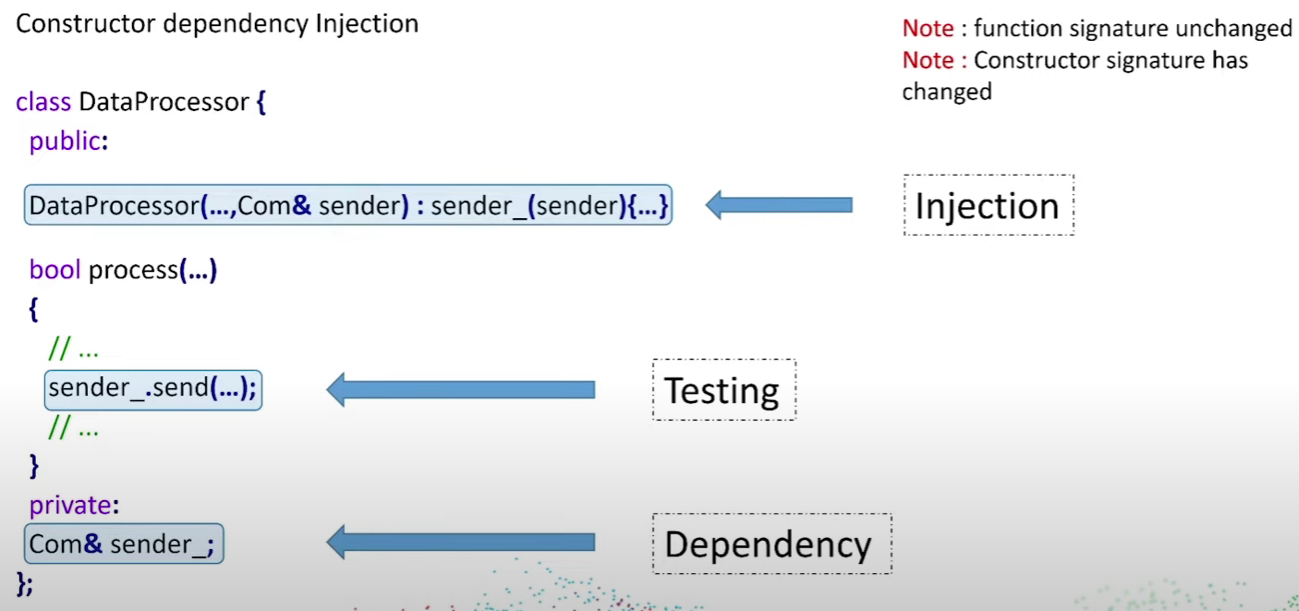 Constructor dependency Injection
Note : function signature unchanged
Note : Constructor signature has
changed
class DataProcessor {
public:
DataProcessor(...,Com& sender) : sender_(sender){...}
Injection
bool process(...)
{
// ...
sender_.send(...);
Testing
// ...
}
private:
Com& sender_;
Dependency
};